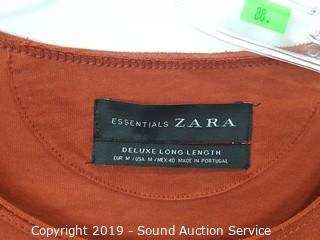 88.
ESSENTIALS ZARA
DELUXE LONG LENGTH
EUR M / USA M / MEX 40 MADE IN PORTUGAL
Copyright 2019 - Sound Auction Service